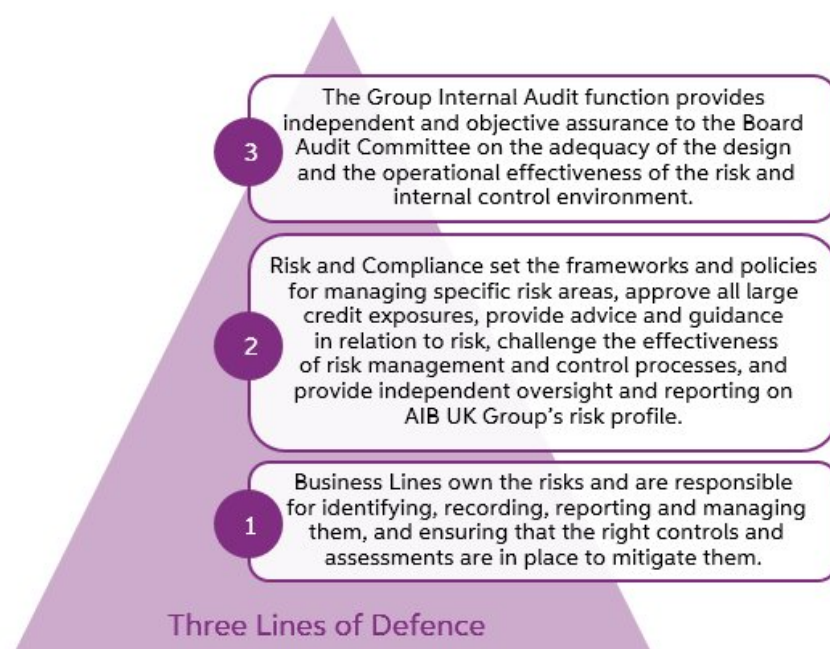 The Group Internal Audit function provides
independent and objective assurance to the Board
Audit Committee on the adequacy of the design
and the operational effectiveness of the risk and
internal control environment.
3
Risk and Compliance set the frameworks and policies
for managing specific risk areas, approve all large
credit exposures, provide advice and guidance
in relation to risk, challenge the effectiveness
of risk management and control processes, and
provide independent oversight and reporting on
AIB UK Group’s risk profile.
2
Business Lines own the risks and are responsible
for identifying, recording, reporting and managing
them, and ensuring that the right controls and
assessments are in place to mitigate them.
1
Three Lines of Defence